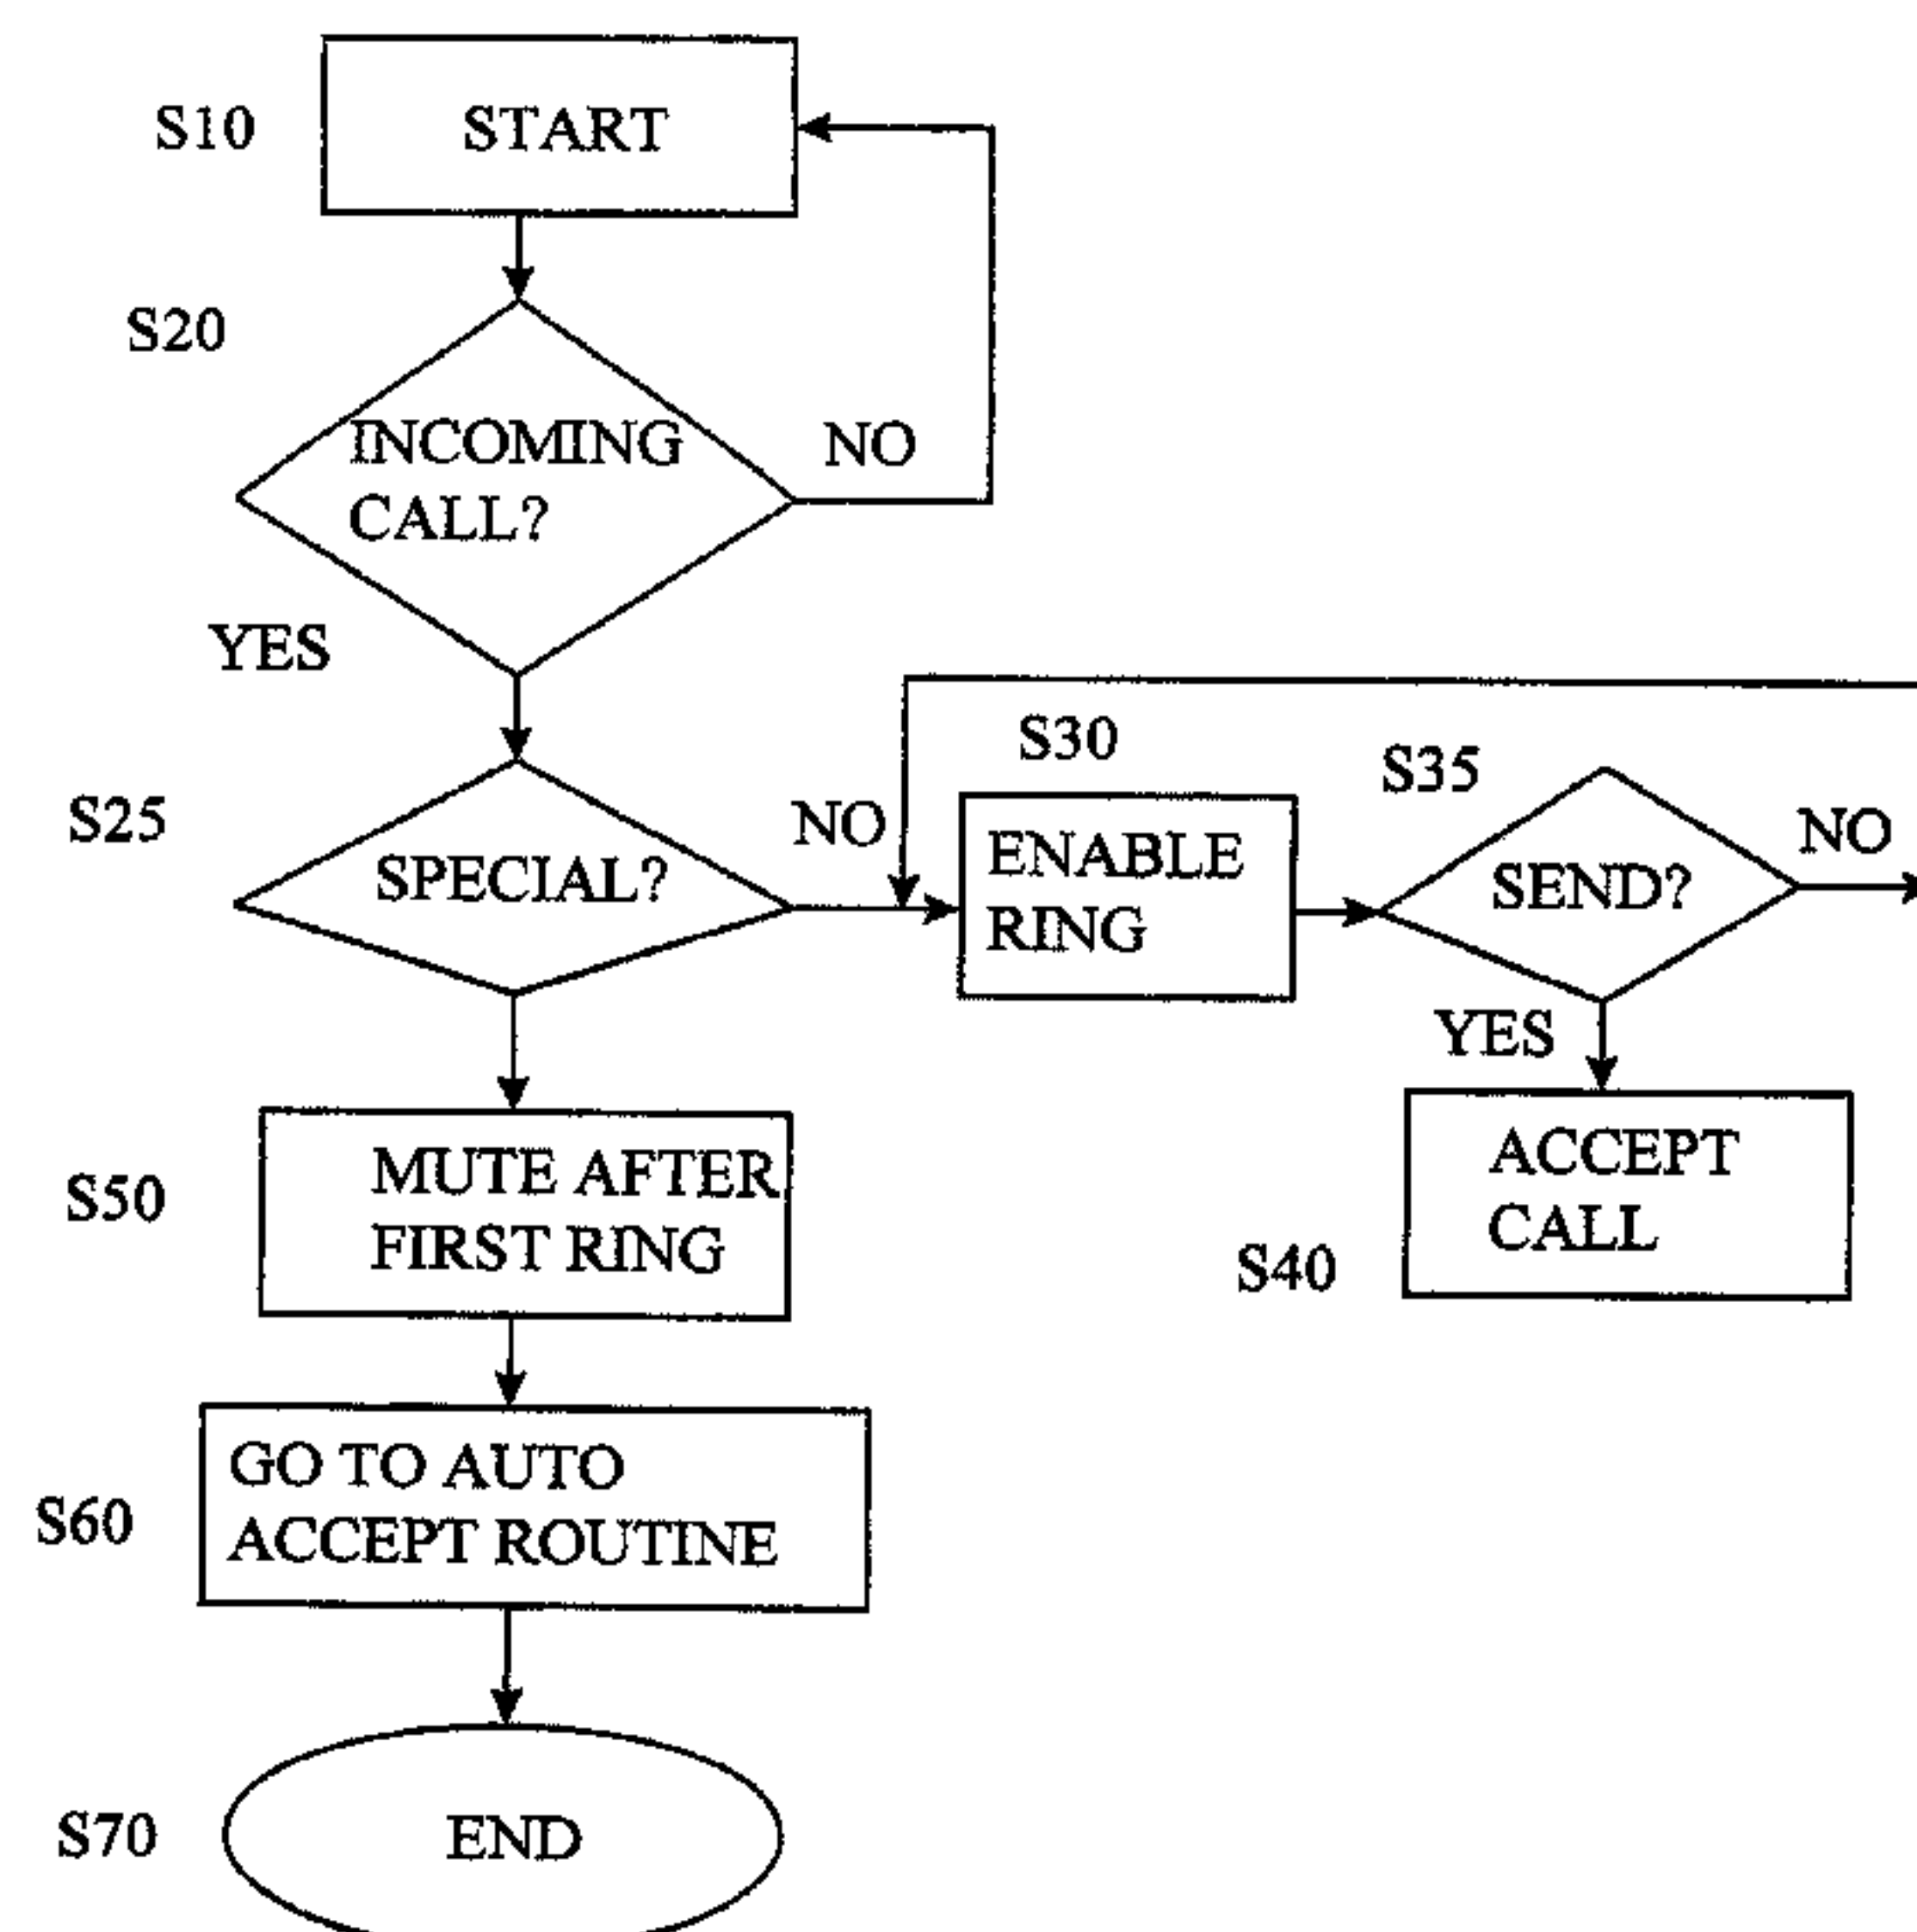 S10
START
S20
INCOMING
CALL?
NO
YES
S25
SPECIAL?
NO
S30
ENABLE
RING
S35
SEND?
NO
YES
ACCEPT
CALL
S40
S50
MUTE AFTER
FIRST RING
S60
GO TO AUTO
ACCEPT ROUTINE
S70
END